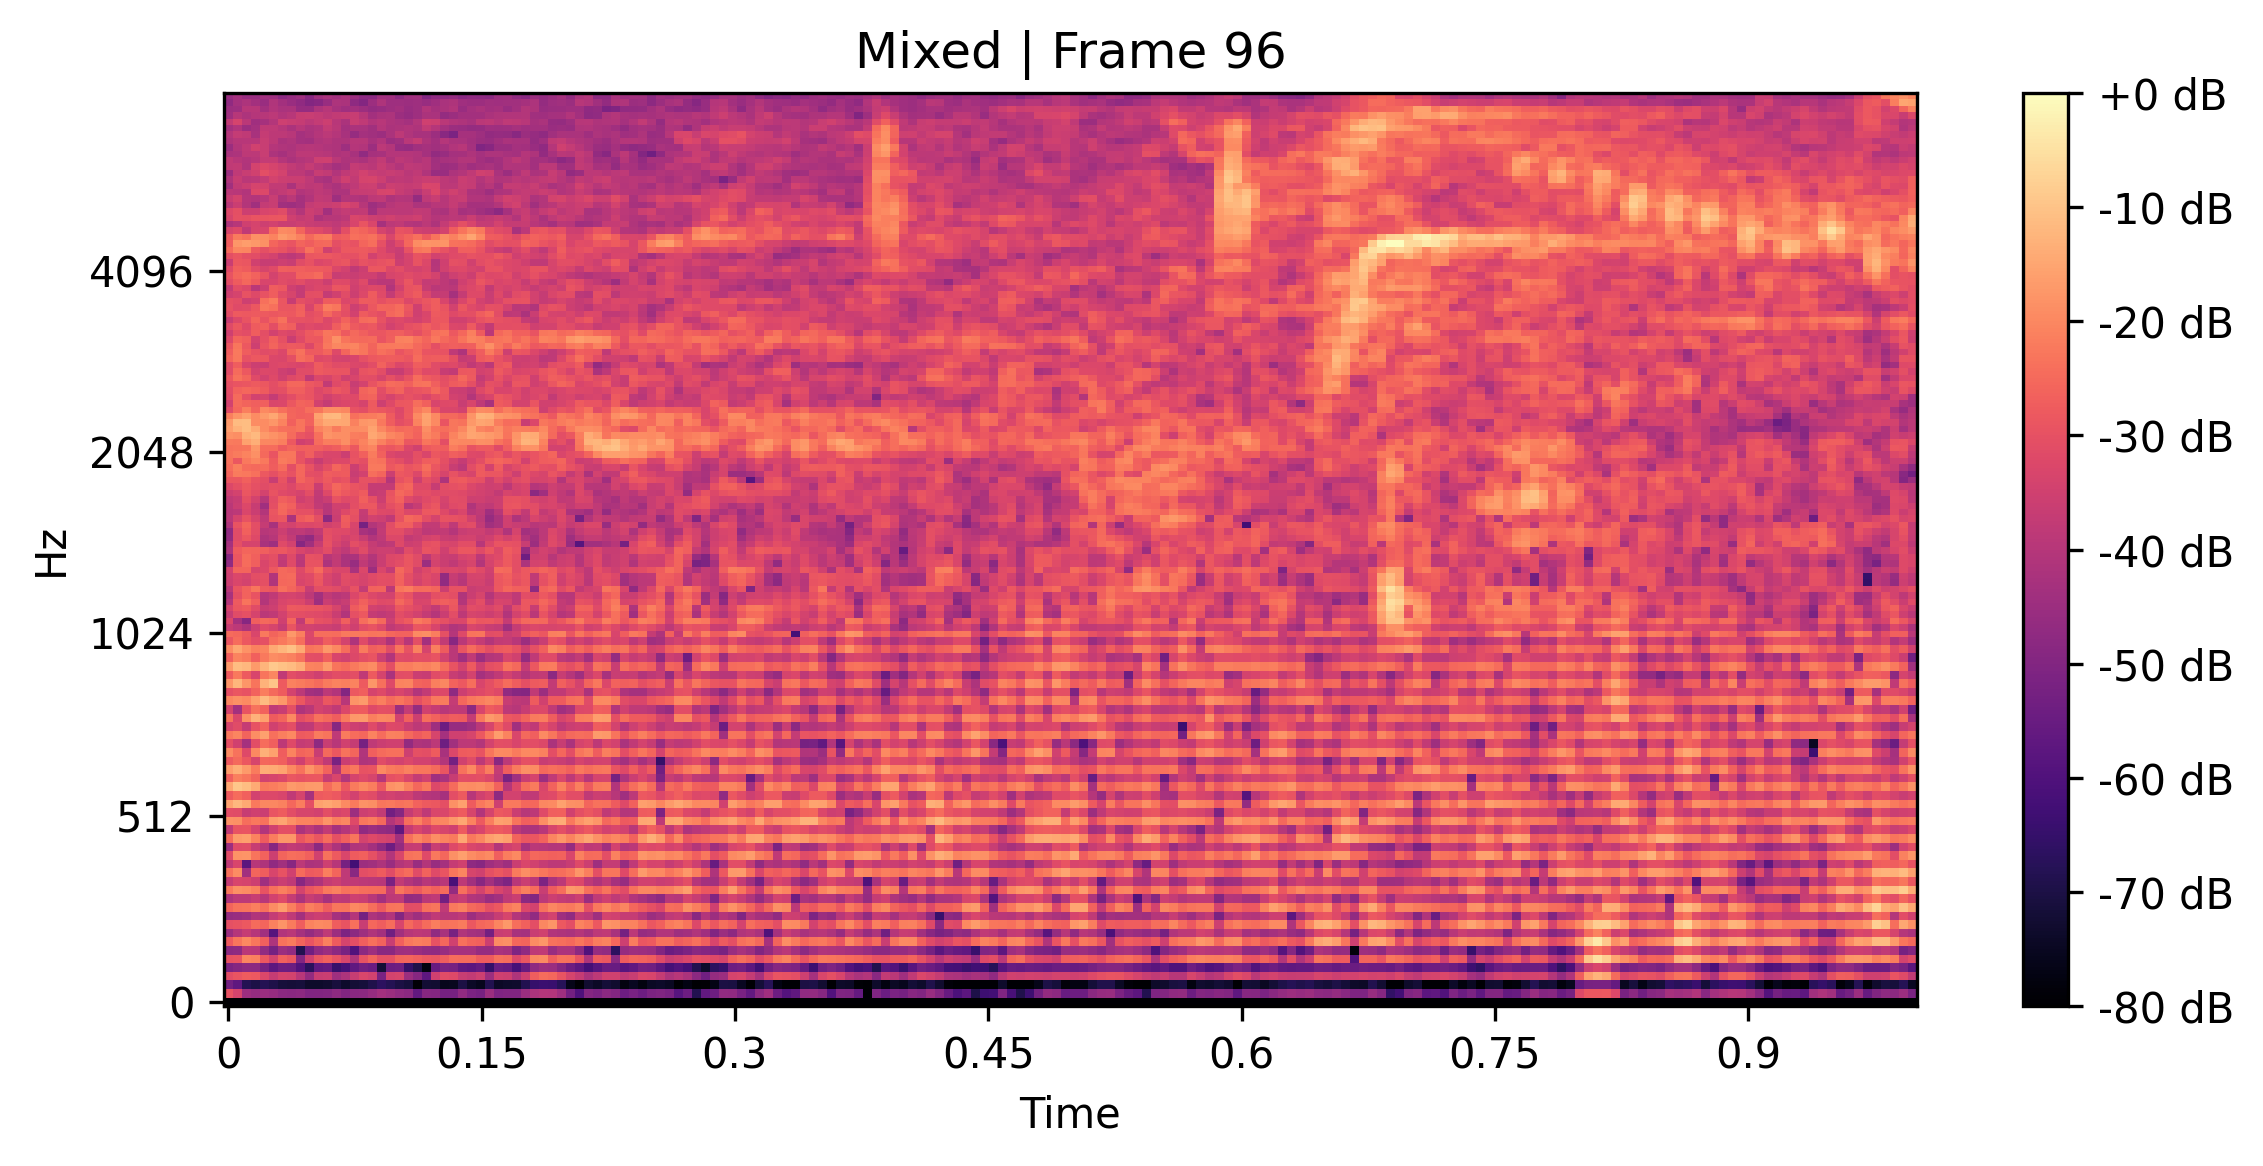 Mixed | Frame 96
+0 dB
-10 dB
-20 dB
-30 dB
-40 dB
-50 dB
-60 dB
-70 dB
-80 dB
Hz
4096
2048
1024
512
0
0
0.15
0.3
0.45
0.6
0.75
0.9
Time